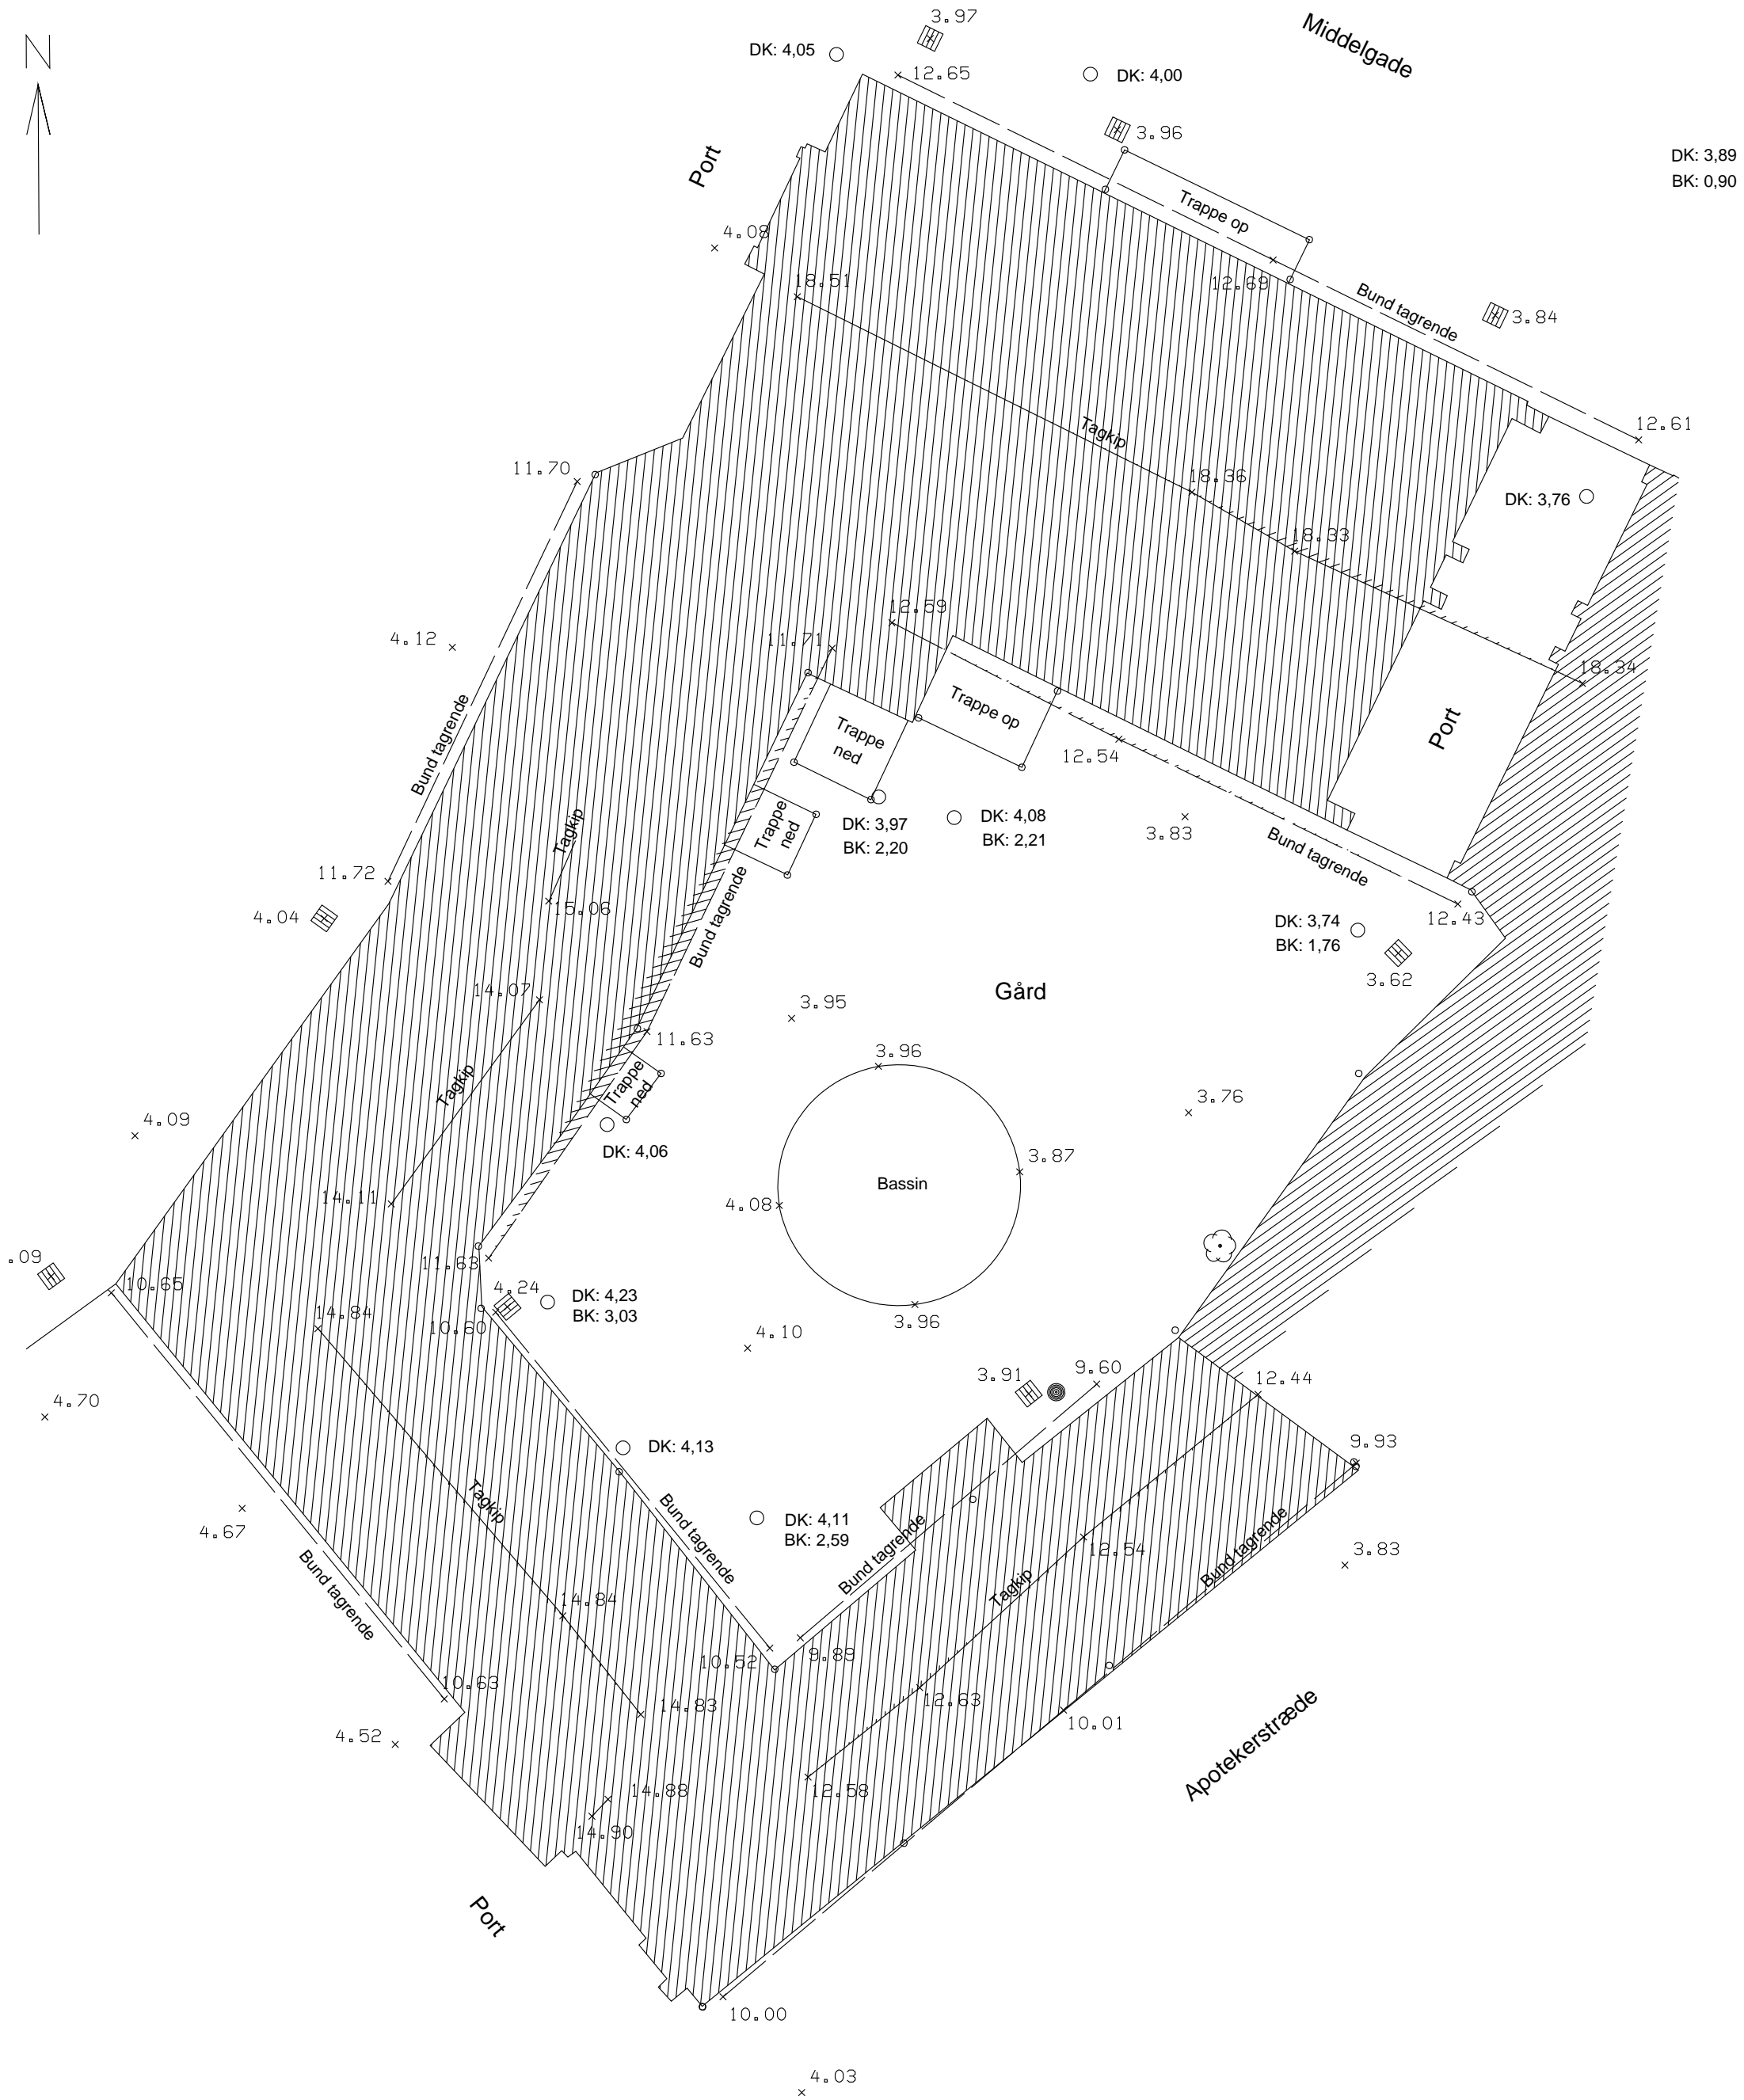 N
3.97
Middelgade
DK: 4,05
12.65
DK: 4,00
3.96
Port
DK: 3,89
BK: 0,90
Trappe op
4.08
18.51
12.69
Bund tagrende
3.84
Tagkip
12.61
11.70
18.36
DK: 3,76
18.33
12.59
4.12
11.71
18.34
Trappe op
Bund tagrende
Trappe
ned
Port
12.54
Tagkip
Trappe
ned
DK: 3,97
BK: 2,20
DK: 4,08
BK: 2,21
3.83
Bund tagrende
11.72
15.06
4.04
Bund tagrende
12.43
DK: 3,74
BK: 1,76
3.62
14.07
Gård
3.95
11.63
3.96
Tagkip
Trappe
ned
3.76
4.09
DK: 4,06
3.87
Bassin
14.11
4.08
.09
11.63
10.65
4.24
DK: 4,23
BK: 3,03
14.84
10.60
3.96
4.10
3.91
9.60
12.44
4.70
DK: 4,13
9.93
Tagkip
4.67
Bund tagrende
DK: 4,11
BK: 2,59
Bund tagrende
12.54
Bund tagrende
3.83
Bund tagrende
Tagkip
14.84
10.52
9.89
10.63
14.83
12.63
10.01
4.52
Apotekerstræde
14.88
12.58
14.90
Port
10.00
4.03